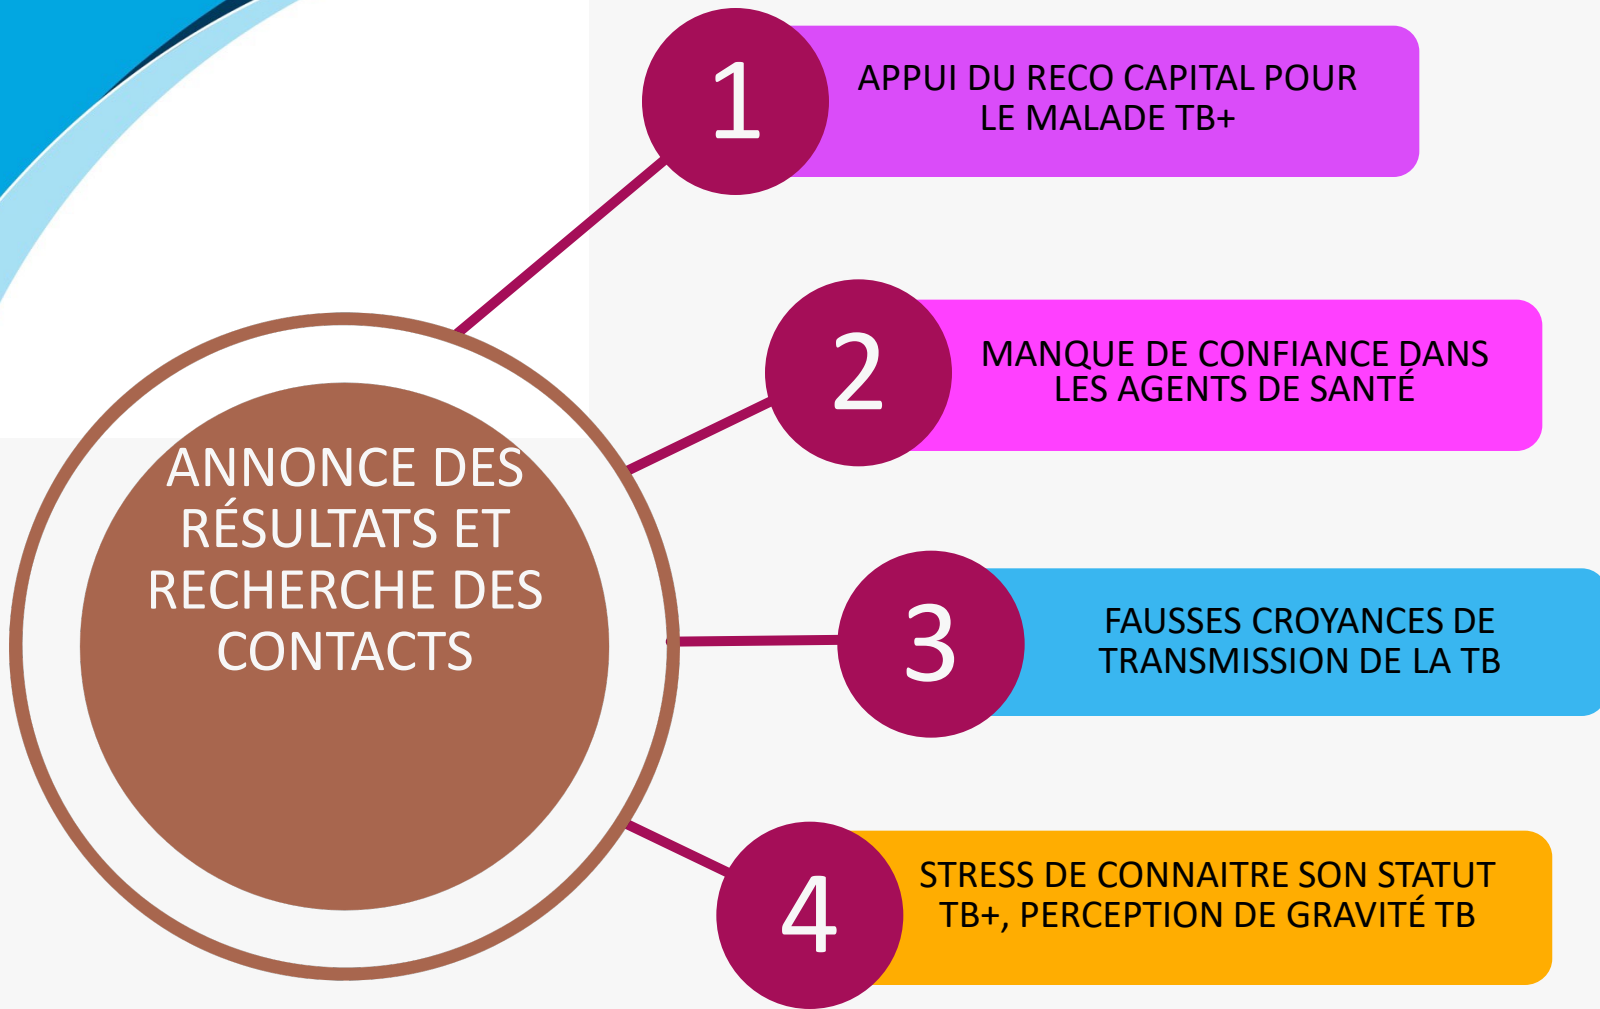 ANNONCE DES
RÉSULTATS ET
RECHERCHE DES
CONTACTS
1
APPUI DU RECO CAPITAL POUR
LE MALADE TB+
2
MANQUE DE CONFIANCE DANS
LES AGENTS DE SANTÉ
3
FAUSSES CROYANCES DE
TRANSMISSION DE LA TB
4
STRESS DE CONNAITRE SON STATUT
TB+, PERCEPTION DE GRAVITÉ TB